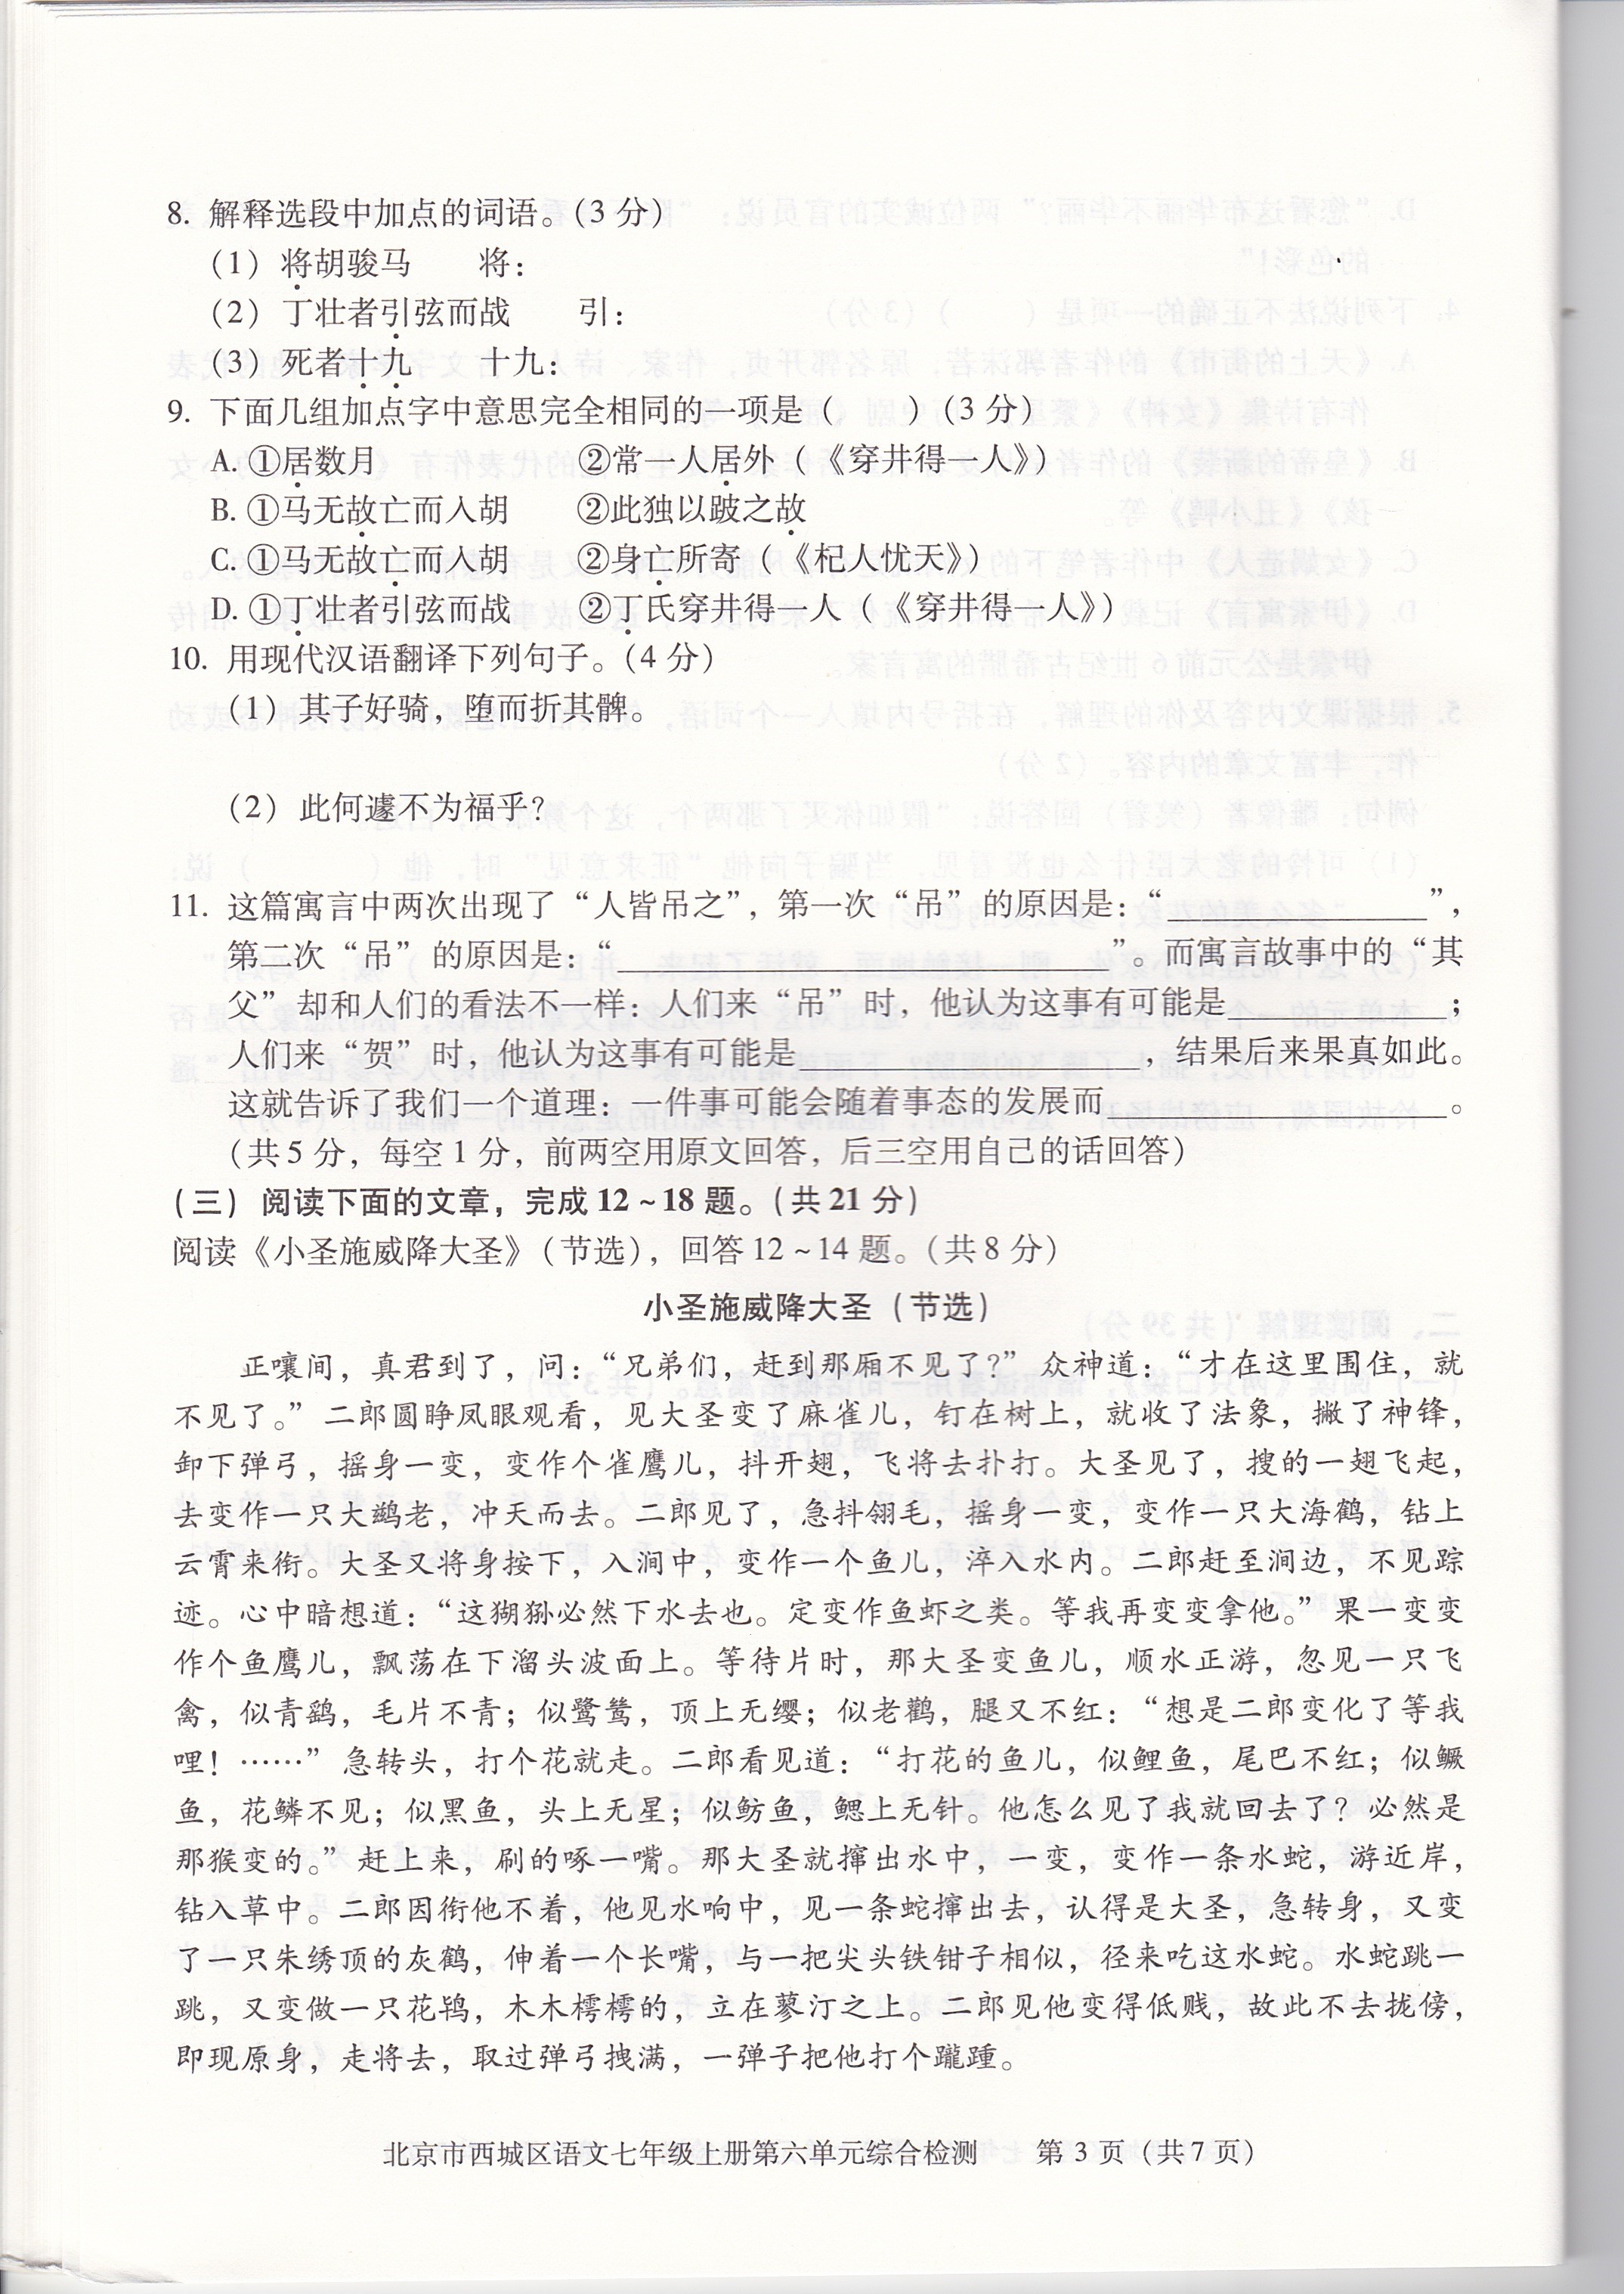 8. 解释选段中加点的词语。（3 分）
（1）将胡骏马　　将：
（2）丁壮者引弦而战　　引：
（3）死者十九　　十九：
9. 下面几组加点字中意思完全相同的一项是（　　）（3 分）
A. ①居数月　　②常一人居外（《穿井得一人》）
B. ①马无故亡而入胡　　②此独以跛之故
C. ①马无故亡而入胡　　②身亡所寄（《杞人忧天》）
D. ①丁壮者引弦而战　　②丁氏穿井得一人（《穿井得一人》）
10. 用现代汉语翻译下列句子。（4 分）
（1）其子好骑，堕而折其髀。
（2）此何遽不为福乎？
11. 这篇寓言中两次出现了“人皆吊之”，第一次“吊”的原因是：“________________”，
第二次“吊”的原因是：“______________________________”。而寓言故事中的“其
父”却和人们的看法不一样：人们来“吊”时，他认为这事有可能是______________；
人们来“贺”时，他认为这事有可能是____________________，结果后来果真如此。
这就告诉了我们一个道理：一件事可能会随着事态的发展而____________________。
（共 5 分，每空 1 分，前两空用原文回答，后三空用自己的话回答）
（三）阅读下面的文章，完成 12 ~ 18 题。（共 21 分）
阅读《小圣施威降大圣》（节选），回答 12 ~ 14 题。（共 8 分）
小圣施威降大圣（节选）
正嚷间，真君到了，问：“兄弟们，赶到那厢不见了？”众神道：“才在这里围住，就
不见了。”二郎圆睁凤眼观看，见大圣变了麻雀儿，钉在树上，就收了法象，撇了神锋，
卸下弹弓，摇身一变，变作个雀鹰儿，抖开翅，飞将去扑打。大圣见了，搜的一翅飞起，
去变作一只大鹚老，冲天而去。二郎见了，急抖翎毛，摇身一变，变作一只大海鹤，钻上
云霄来衔。大圣又将身按下，入涧中，变作一个鱼儿，淬入水内。二郎赶至涧边，不见踪
迹。心中暗想道：“这猢狲必然下水去也。定变作鱼虾之类。等我再变变拿他。”果一变变
作个鱼鹰儿，飘荡在下溜头波面上。等待片时，那大圣变鱼儿，顺水正游，忽见一只飞
禽，似青鹞，毛片不青；似鹭鸶，顶上无缨；似老鹳，腿又不红：“想是二郎变化了等我
哩！……”急转头，打个花就走。二郎看见道：“打花的鱼儿，似鲤鱼，尾巴不红；似鳜
鱼，花鳞不见；似黑鱼，头上无星；似鲂鱼，鳃上无针。他怎么见了我就回去了？必然是
那猴变的。”赶上来，刷的啄一嘴。那大圣就撺出水中，一变，变作一条水蛇，游近岸，
钻入草中。二郎因衔他不着，他见水响中，见一条蛇撺出去，认得是大圣，急转身，又变
了一只朱绣顶的灰鹤，伸着一个长嘴，与一把尖头铁钳子相似，径来吃这水蛇。水蛇跳一
跳，又变做一只花鸨，木木樗樗的，立在蓼汀之上。二郎见他变得低贱，故此不去拢傍，
即现原身，走将去，取过弹弓拽满，一弹子把他打个躘踵。
北京市西城区语文七年级上册第六单元综合检测　　第 3 页（共 7 页）